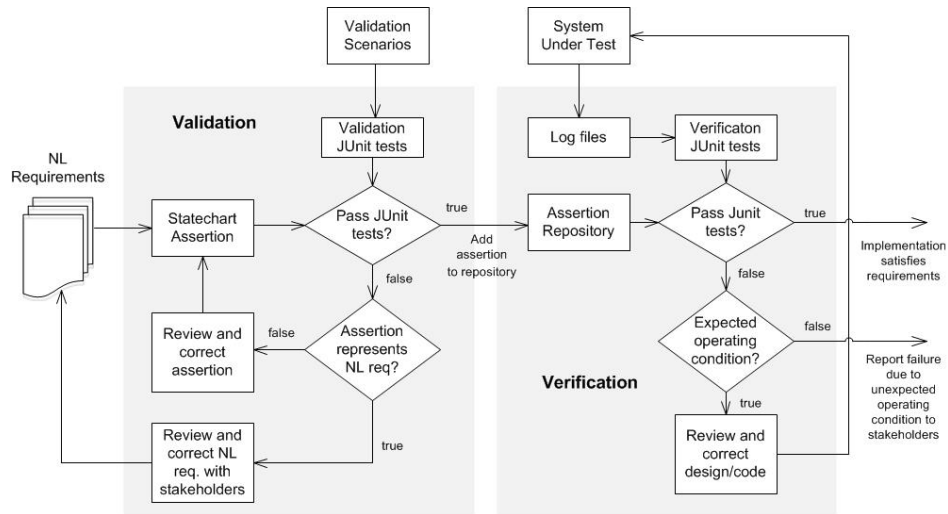 Validation
Scenarios
System
Under Test
Validation
Validation
JUnit tests
Log files
Verificaton
JUnit tests
NL
Requirements
Statechart
Assertion
Pass JUnit
tests?
true
Add
assertion
to repository
Assertion
Repository
Pass Junit
tests?
true
Implementation
satisfies
requirements
false
false
Review and
correct
assertion
false
Assertion
represents
NL req?
Expected
operating
condition?
false
Verification
Report failure
due to
unexpected
operating
condition to
stakeholders
true
true
Review and
correct NL
req. with
stakeholders
Review and
correct
design/code